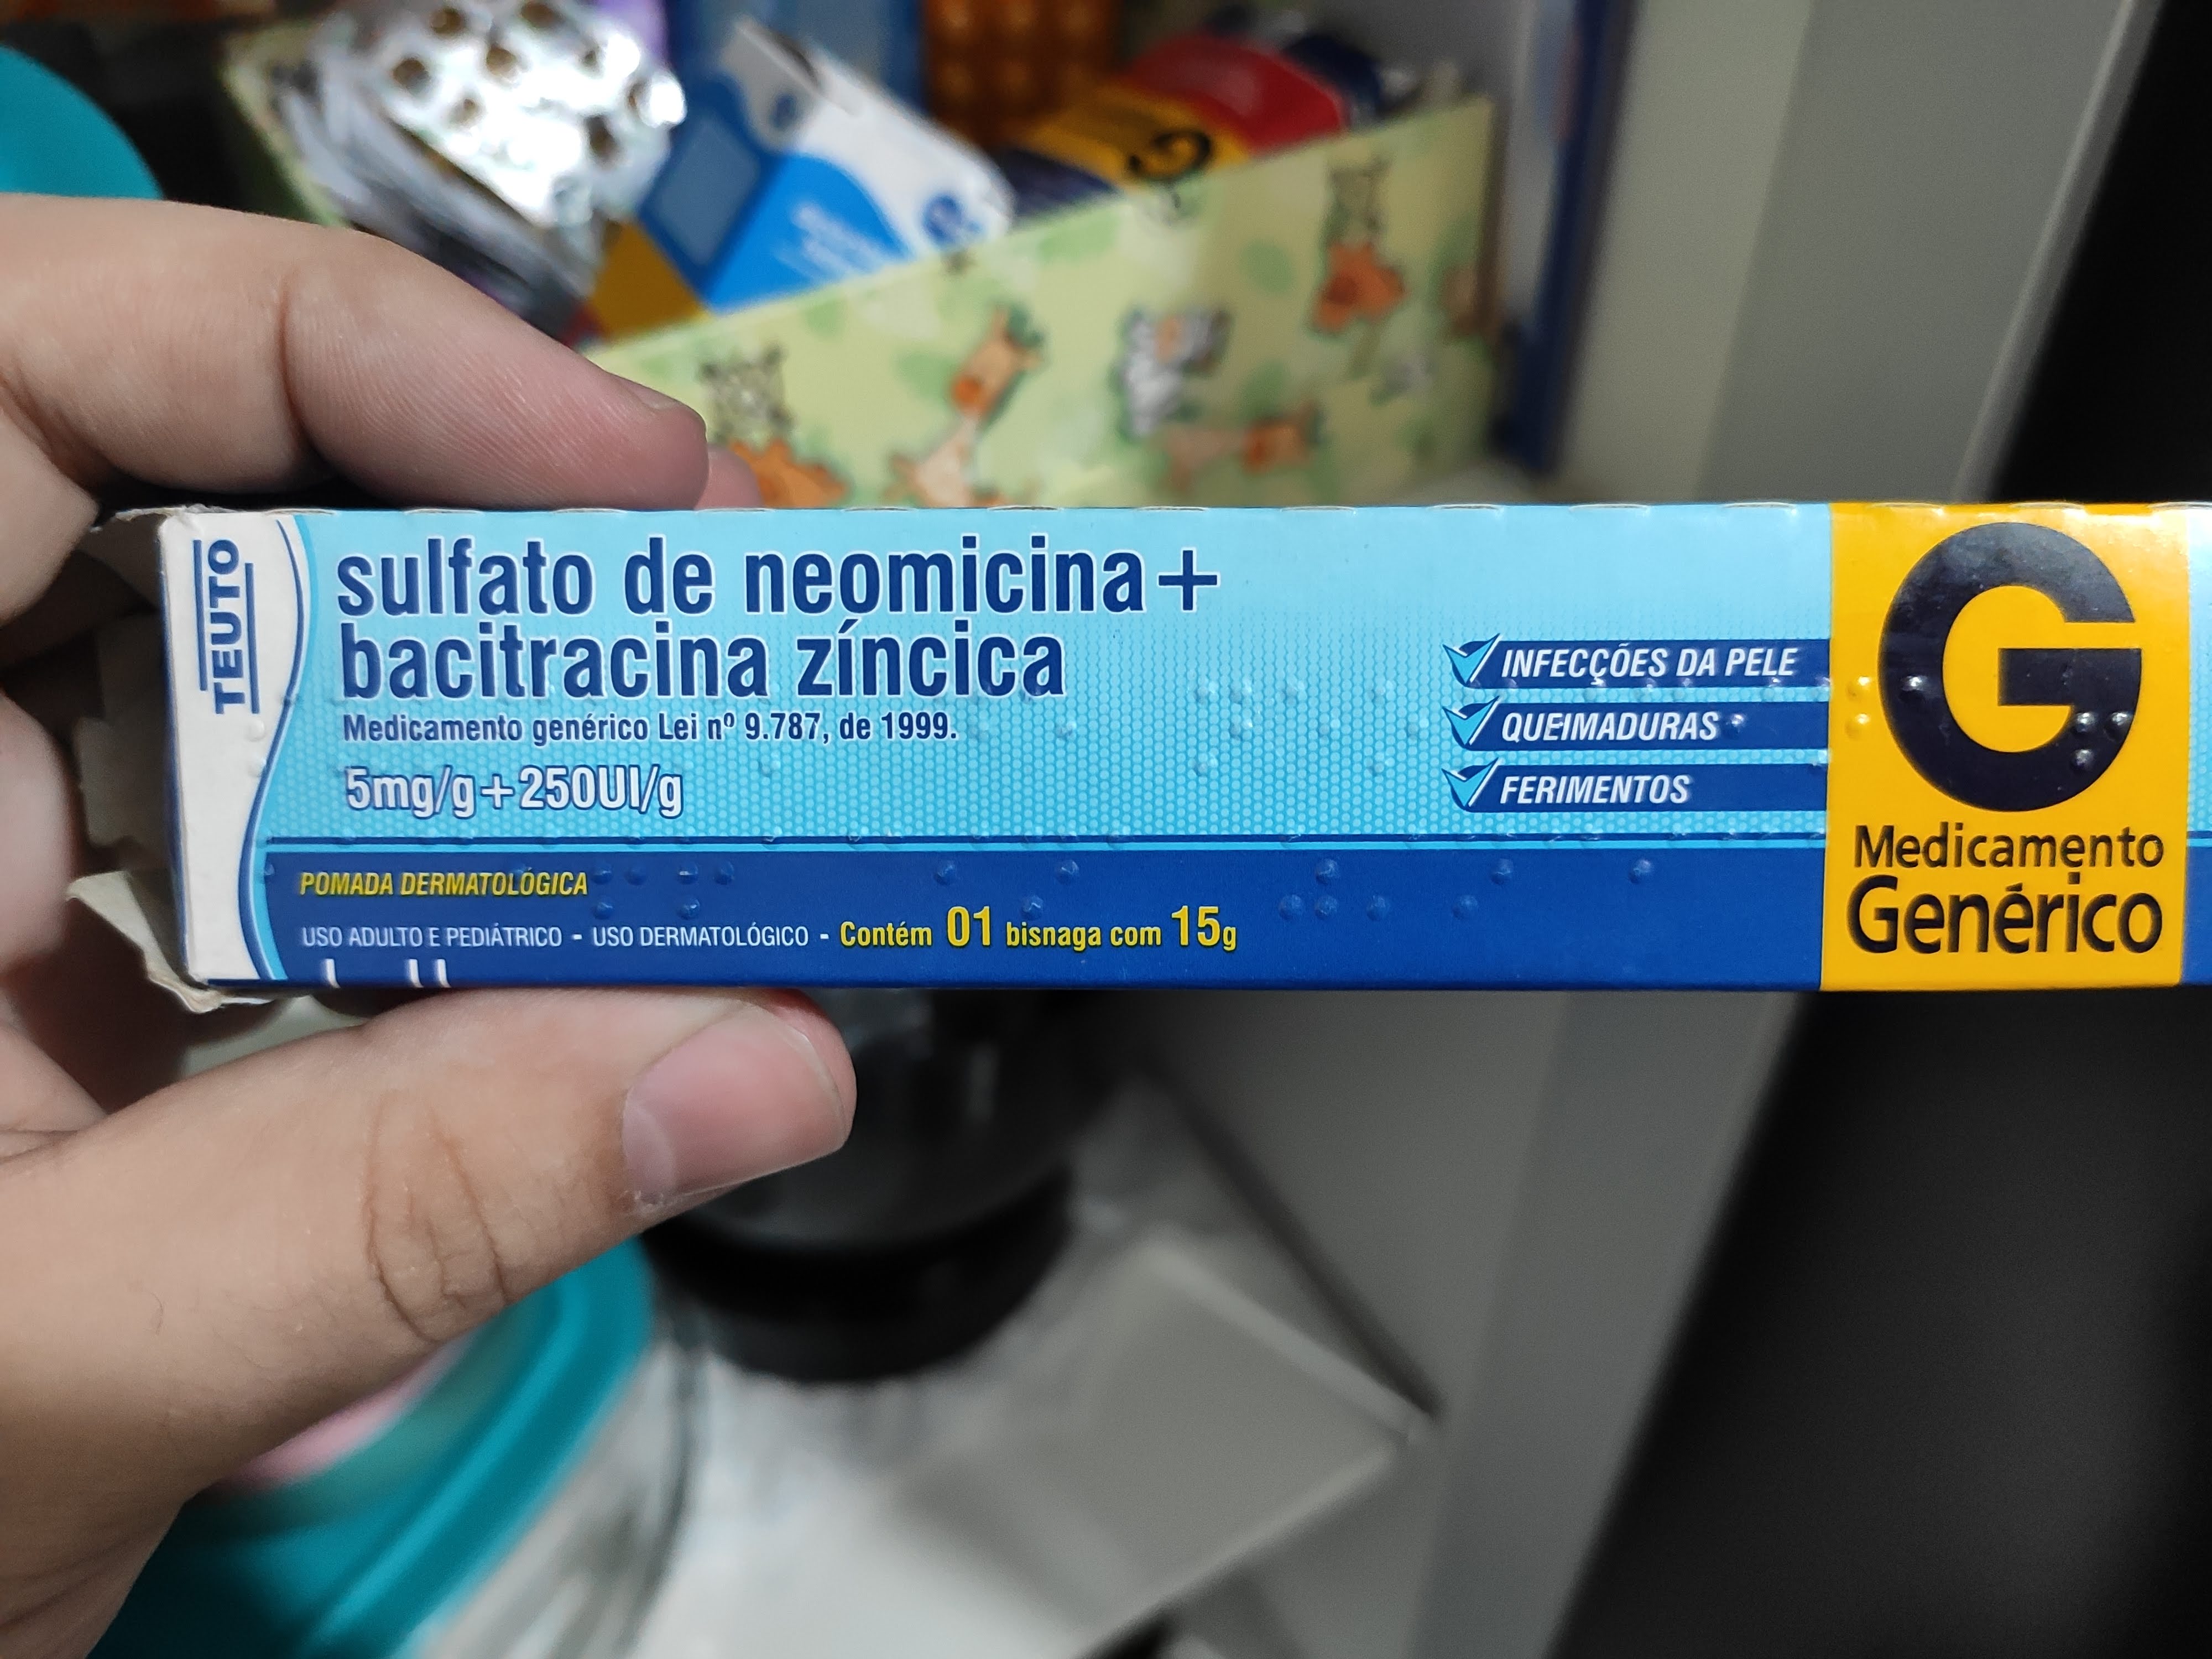 TEUTO
sulfato de neomicina+
bacitracina zíncica
Medicamento genérico Lei nº 9.787, de 1999.
5mg/g+250UI/g
INFECÇÕES DA PELE
QUEIMADURAS
FERIMENTOS
POMADA DERMATOLÓGICA
USO ADULTO E PEDIÁTRICO - USO DERMATOLÓGICO - Contém 01 bisnaga com 15g
G
Medicamento
Genérico